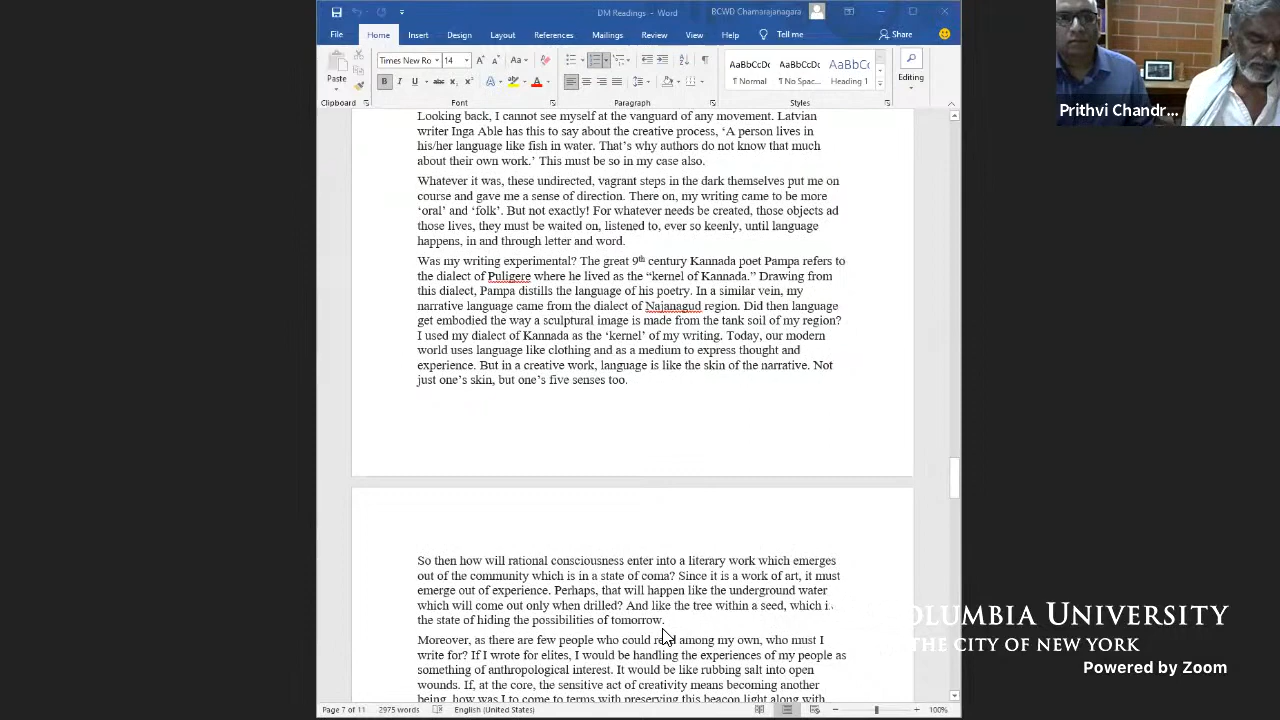 DM Readings - Word
BCWD Chamarajanagara
File Home Insert Design Layout References Mailings Review View Help Tell me Share
Paste
Times New Ro 14
Aa
B I U
AaBbCcDc AaBbCcDc AaBbC
¶ Normal ¶ No Spac... Heading 1
Editing
Clipboard Font Paragraph Styles
Prithvi Chandr...
Looking back, I cannot see myself at the vanguard of any movement. Latvian
writer Inga Able has this to say about the creative process, ‘A person lives in
his/her language like fish in water. That’s why authors do not know that much
about their own work.’ This must be so in my case also.
Whatever it was, these undirected, vagrant steps in the dark themselves put me on
course and gave me a sense of direction. There on, my writing came to be more
‘oral’ and ‘folk’. But not exactly! For whatever needs be created, those objects ad
those lives, they must be waited on, listened to, ever so keenly, until language
happens, in and through letter and word.
Was my writing experimental? The great 9th century Kannada poet Pampa refers to
the dialect of Puligere where he lived as the “kernel of Kannada.” Drawing from
this dialect, Pampa distills the language of his poetry. In a similar vein, my
narrative language came from the dialect of Najanagud region. Did then language
get embodied the way a sculptural image is made from the tank soil of my region?
I used my dialect of Kannada as the ‘kernel’ of my writing. Today, our modern
world uses language like clothing and as a medium to express thought and
experience. But in a creative work, language is like the skin of the narrative. Not
just one’s skin, but one’s five senses too.
So then how will rational consciousness enter into a literary work which emerges
out of the community which is in a state of coma? Since it is a work of art, it must
emerge out of experience. Perhaps, that will happen like the underground water
which will come out only when drilled? And like the tree within a seed, which i
the state of hiding the possibilities of tomorrow.
Moreover, as there are few people who could read among my own, who must I
write for? If I wrote for elites, I would be handling the experiences of my people as
something of anthropological interest. It would be like rubbing salt into open
wounds. If, at the core, the sensitive act of creativity means becoming another
being, how was I to come to terms with preserving this beacon light along with
OLUMBIA UNIVERSITY
THE CITY OF NEW YORK
Powered by Zoom
Page 7 of 11 2975 words English (United States) 100%